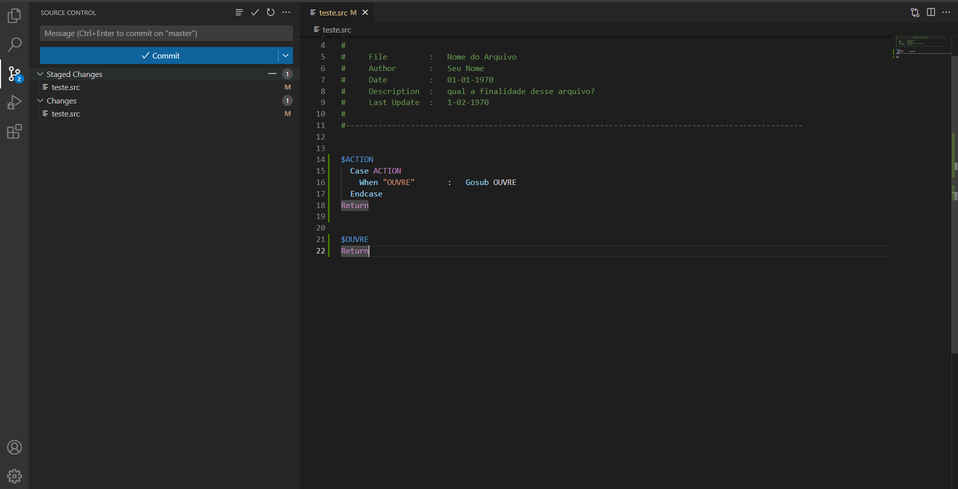 SOURCE CONTROL
Message (Ctrl+Enter to commit on "master")
Commit
Staged Changes 1
teste.src M
Changes 1
teste.src M
2
teste.src M
teste.src
4 #
5 #     File         :   Nome do Arquivo
6 #     Author       :   Seu Nome
7 #     Date         :   01-01-1970
8 #     Description  :   qual a finalidade desse arquivo?
9 #     Last Update  :   1-02-1970
10 #
11 #---------------------------------------------------------------------------------------------------
12
13
14 $ACTION
15   Case ACTION
16     When "OUVRE"       :   Gosub OUVRE
17   Endcase
18 Return
19
20
21 $OUVRE
22 Return